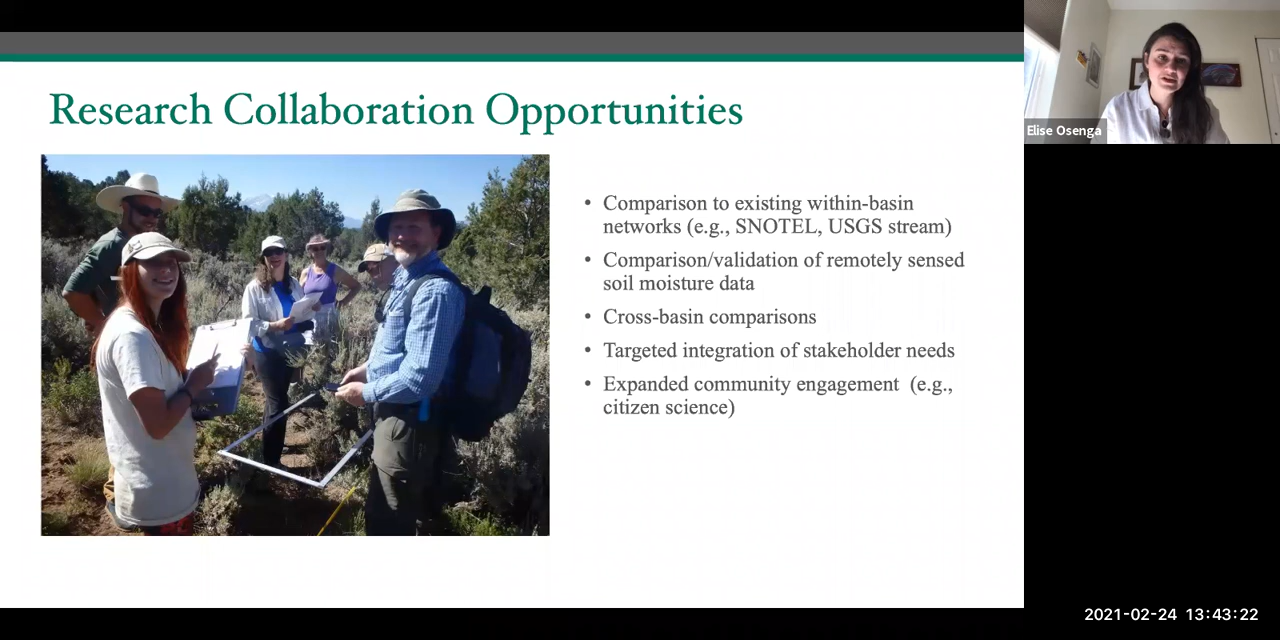 Research Collaboration Opportunities
• Comparison to existing within-basin
networks (e.g., SNOTEL, USGS stream)
• Comparison/validation of remotely sensed
soil moisture data
• Cross-basin comparisons
• Targeted integration of stakeholder needs
• Expanded community engagement (e.g.,
citizen science)
Elise Osenga
2021-02-24 13:43:22